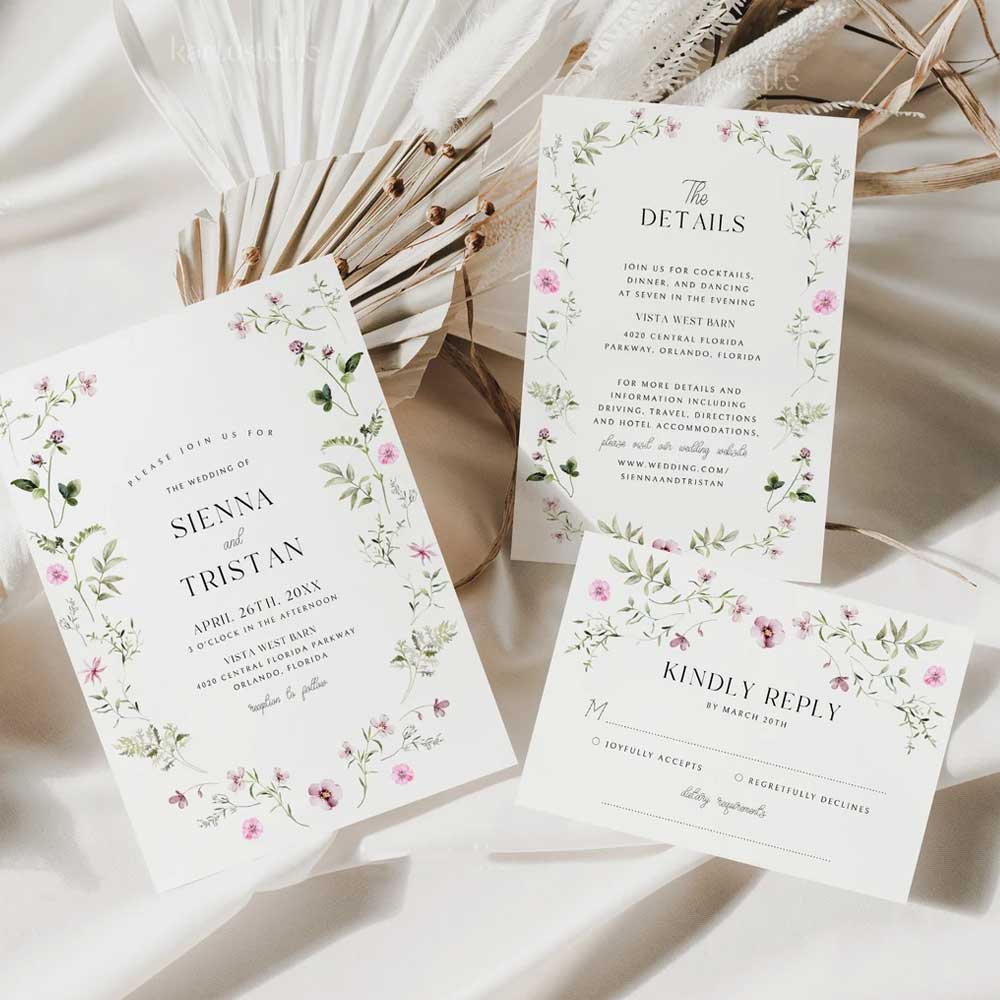 PLEASE JOIN US FOR
THE WEDDING OF
SIENNA
and
TRISTAN
APRIL 26TH, 20XX
3 O'CLOCK IN THE AFTERNOON
VISTA WEST BARN
4020 CENTRAL FLORIDA PARKWAY
ORLANDO, FLORIDA
reception to follow
The
DETAILS
JOIN US FOR COCKTAILS,
DINNER, AND DANCING
AT SEVEN IN THE EVENING
VISTA WEST BARN
4020 CENTRAL FLORIDA
PARKWAY, ORLANDO, FLORIDA
FOR MORE DETAILS AND
INFORMATION INCLUDING
DRIVING, TRAVEL, DIRECTIONS
AND HOTEL ACCOMMODATIONS,
please visit our wedding website
WWW.WEDDING.COM/
SIENNAANDTRISTAN
KINDLY REPLY
BY MARCH 20TH
M
JOYFULLY ACCEPTS
REGRETFULLY DECLINES
dietary requirements